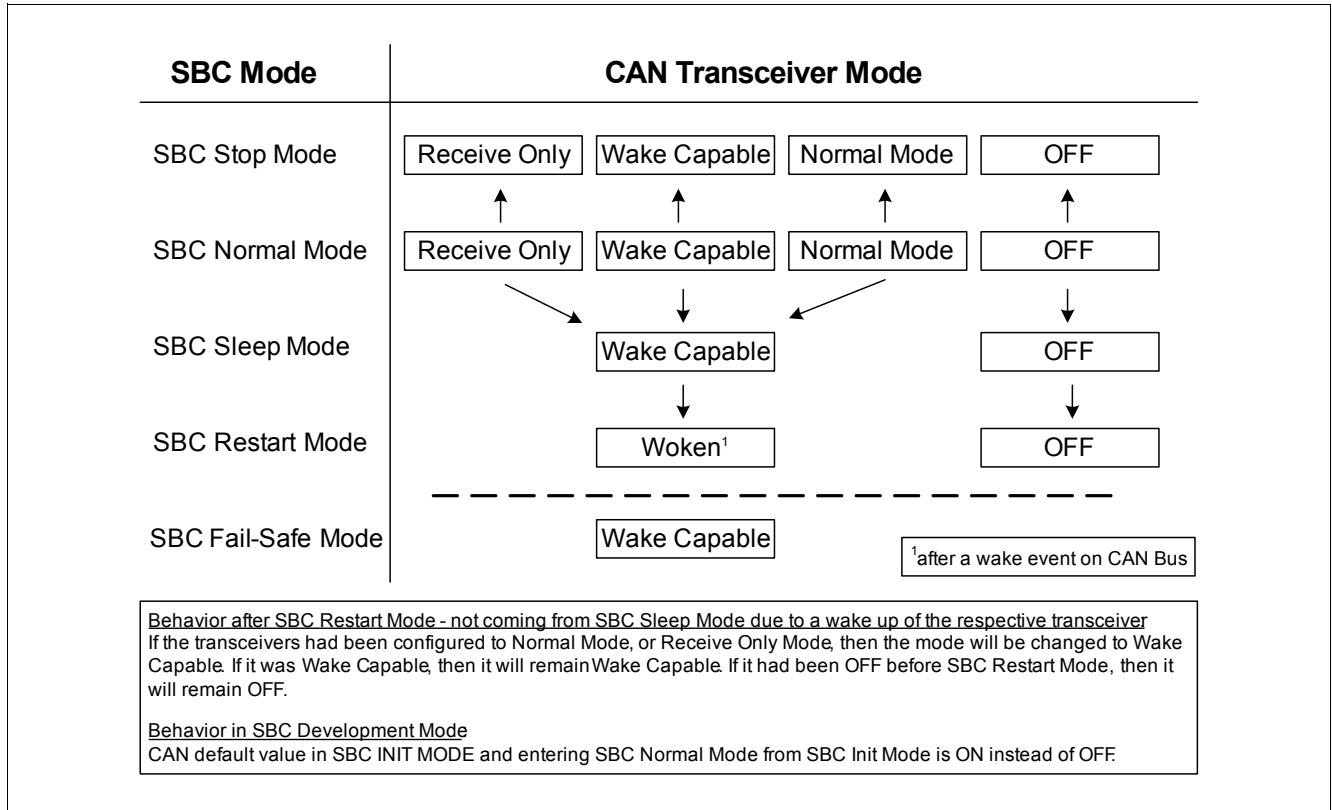 SBC Mode CAN Transceiver Mode
SBC Stop Mode Receive Only Wake Capable Normal Mode OFF
SBC Normal Mode Receive Only Wake Capable Normal Mode OFF
SBC Sleep Mode Wake Capable OFF
SBC Restart Mode Woken¹ OFF
SBC Fail-Safe Mode Wake Capable
¹after a wake event on CAN Bus
Behavior after SBC Restart Mode - not coming from SBC Sleep Mode due to a wake up of the respective transceiver
If the transceivers had been configured to Normal Mode, or Receive Only Mode, then the mode will be changed to Wake
Capable. If it was Wake Capable, then it will remain Wake Capable. If it had been OFF before SBC Restart Mode, then it
will remain OFF.
Behavior in SBC Development Mode
CAN default value in SBC INIT MODE and entering SBC Normal Mode from SBC Init Mode is ON instead of OFF.